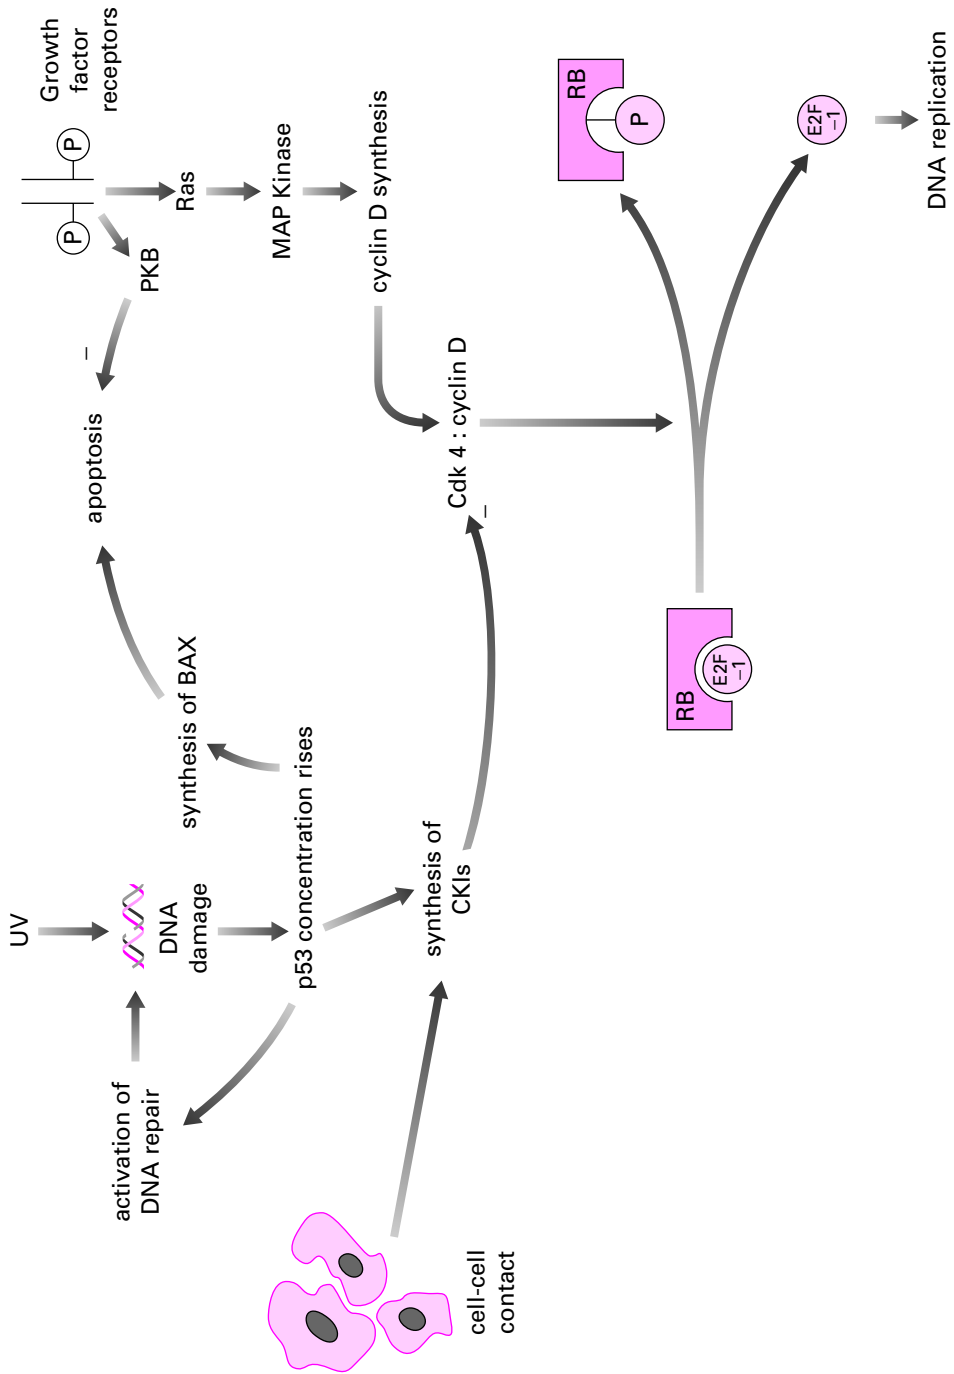 UV
Growth
factor
receptors
P
P
activation of
DNA repair
DNA
damage
synthesis of BAX
apoptosis
–
PKB
Ras
MAP Kinase
p53 concentration rises
cyclin D synthesis
cell-cell
contact
synthesis of
CKIs
–
Cdk 4 : cyclin D
RB
P
RB
E2F
–1
E2F
–1
DNA replication